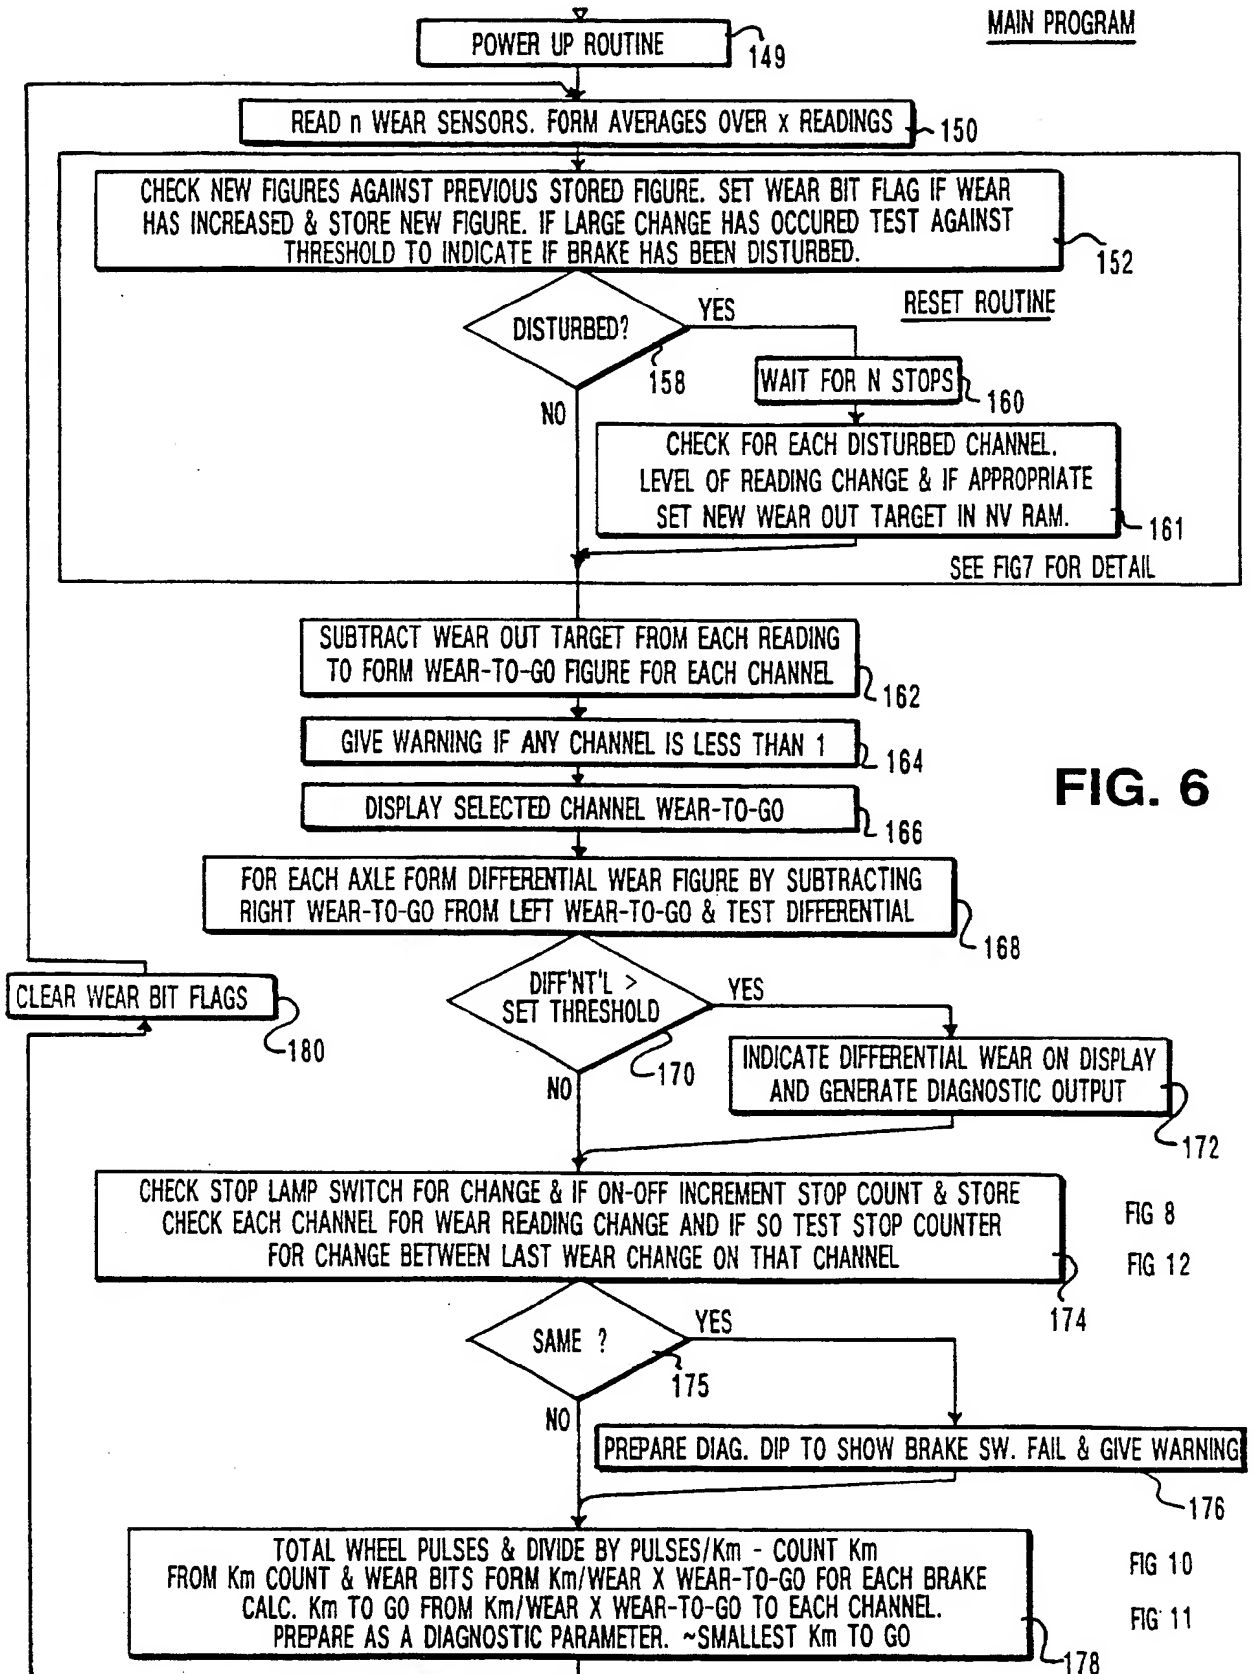 MAIN PROGRAM
POWER UP ROUTINE
149
READ n WEAR SENSORS. FORM AVERAGES OVER x READINGS
150
CHECK NEW FIGURES AGAINST PREVIOUS STORED FIGURE. SET WEAR BIT FLAG IF WEAR
HAS INCREASED & STORE NEW FIGURE. IF LARGE CHANGE HAS OCCURED TEST AGAINST
THRESHOLD TO INDICATE IF BRAKE HAS BEEN DISTURBED.
152
RESET ROUTINE
DISTURBED?
YES
158
NO
WAIT FOR N STOPS
160
CHECK FOR EACH DISTURBED CHANNEL.
LEVEL OF READING CHANGE & IF APPROPRIATE
SET NEW WEAR OUT TARGET IN NV RAM.
161
SEE FIG7 FOR DETAIL
SUBTRACT WEAR OUT TARGET FROM EACH READING
TO FORM WEAR-TO-GO FIGURE FOR EACH CHANNEL
162
GIVE WARNING IF ANY CHANNEL IS LESS THAN 1
164
FIG. 6
DISPLAY SELECTED CHANNEL WEAR-TO-GO
166
FOR EACH AXLE FORM DIFFERENTIAL WEAR FIGURE BY SUBTRACTING
RIGHT WEAR-TO-GO FROM LEFT WEAR-TO-GO & TEST DIFFERENTIAL
168
CLEAR WEAR BIT FLAGS
180
DIFF'NT'L >
SET THRESHOLD
YES
170
NO
INDICATE DIFFERENTIAL WEAR ON DISPLAY
AND GENERATE DIAGNOSTIC OUTPUT
172
CHECK STOP LAMP SWITCH FOR CHANGE & IF ON-OFF INCREMENT STOP COUNT & STORE
CHECK EACH CHANNEL FOR WEAR READING CHANGE AND IF SO TEST STOP COUNTER
FOR CHANGE BETWEEN LAST WEAR CHANGE ON THAT CHANNEL
FIG 8
FIG 12
174
SAME ?
YES
175
NO
PREPARE DIAG. DIP TO SHOW BRAKE SW. FAIL & GIVE WARNING
176
TOTAL WHEEL PULSES & DIVIDE BY PULSES/Km - COUNT Km
FROM Km COUNT & WEAR BITS FORM Km/WEAR X WEAR-TO-GO FOR EACH BRAKE
CALC. Km TO GO FROM Km/WEAR X WEAR-TO-GO TO EACH CHANNEL.
PREPARE AS A DIAGNOSTIC PARAMETER. ~SMALLEST Km TO GO
FIG 10
FIG 11
178